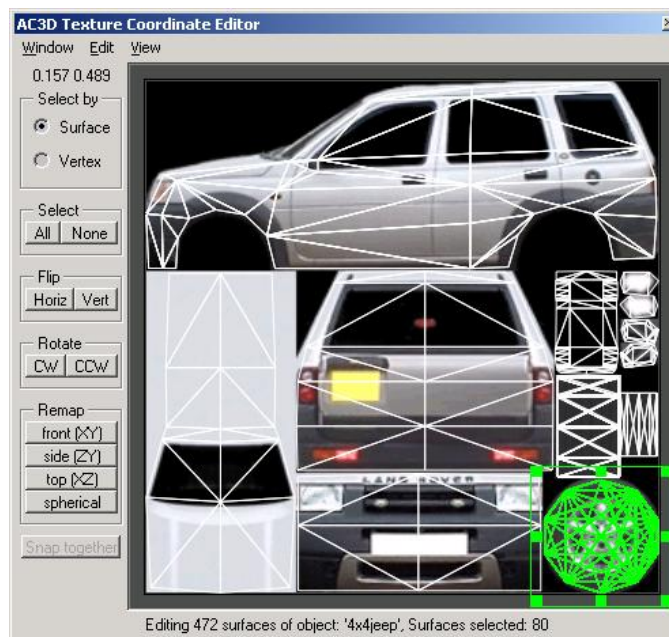 AC3D Texture Coordinate Editor
Window Edit View
0.157 0.489
Select by
Surface
Vertex
Select
All None
Flip
Horiz Vert
Rotate
CW CCW
Remap
front (XY)
side (ZY)
top (XZ)
spherical
Snap together
LAND ROVER
Editing 472 surfaces of object: '4x4jeep', Surfaces selected: 80